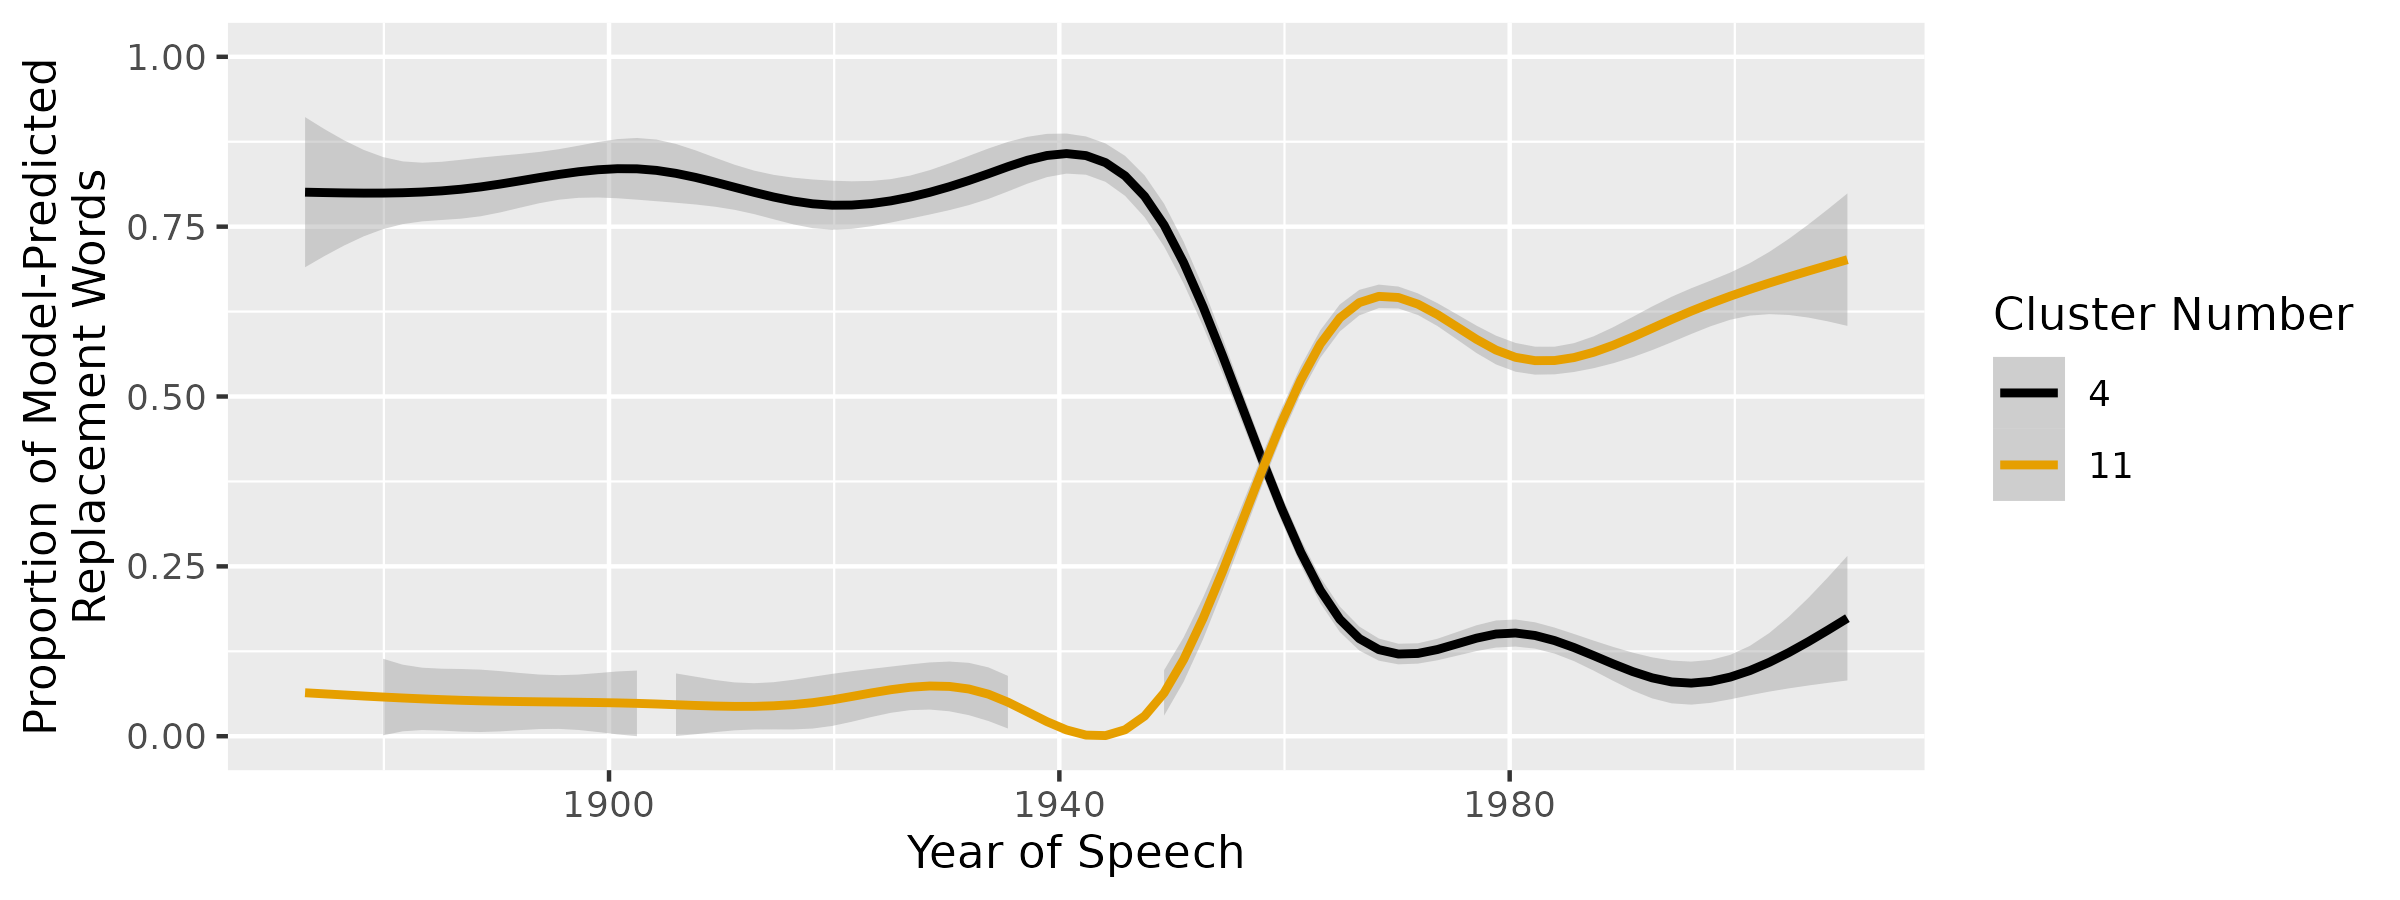 Proportion of Model-Predicted
Replacement Words
1.00
0.75
0.50
0.25
0.00
1900
1940
1980
Year of Speech
Cluster Number
4
11